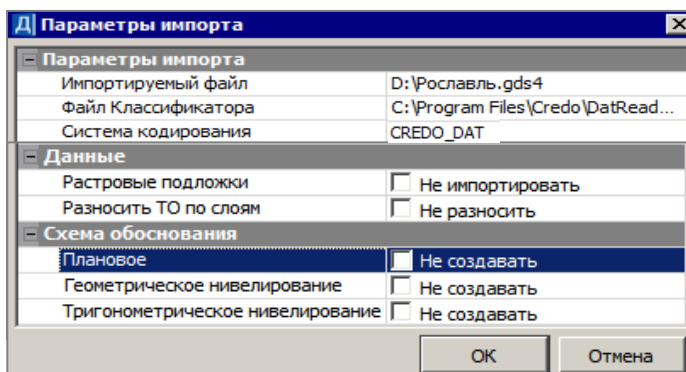 Д Параметры импорта
Параметры импорта
Импортируемый файл D:\Рославль.gds4
Файл Классификатора C:\Program Files\Credo\DatRead...
Система кодирования CREDO_DAT
Данные
Растровые подложки Не импортировать
Разносить ТО по слоям Не разносить
Схема обоснования
Плановое Не создавать
Геометрическое нивелирование Не создавать
Тригонометрическое нивелирование Не создавать
ОК Отмена